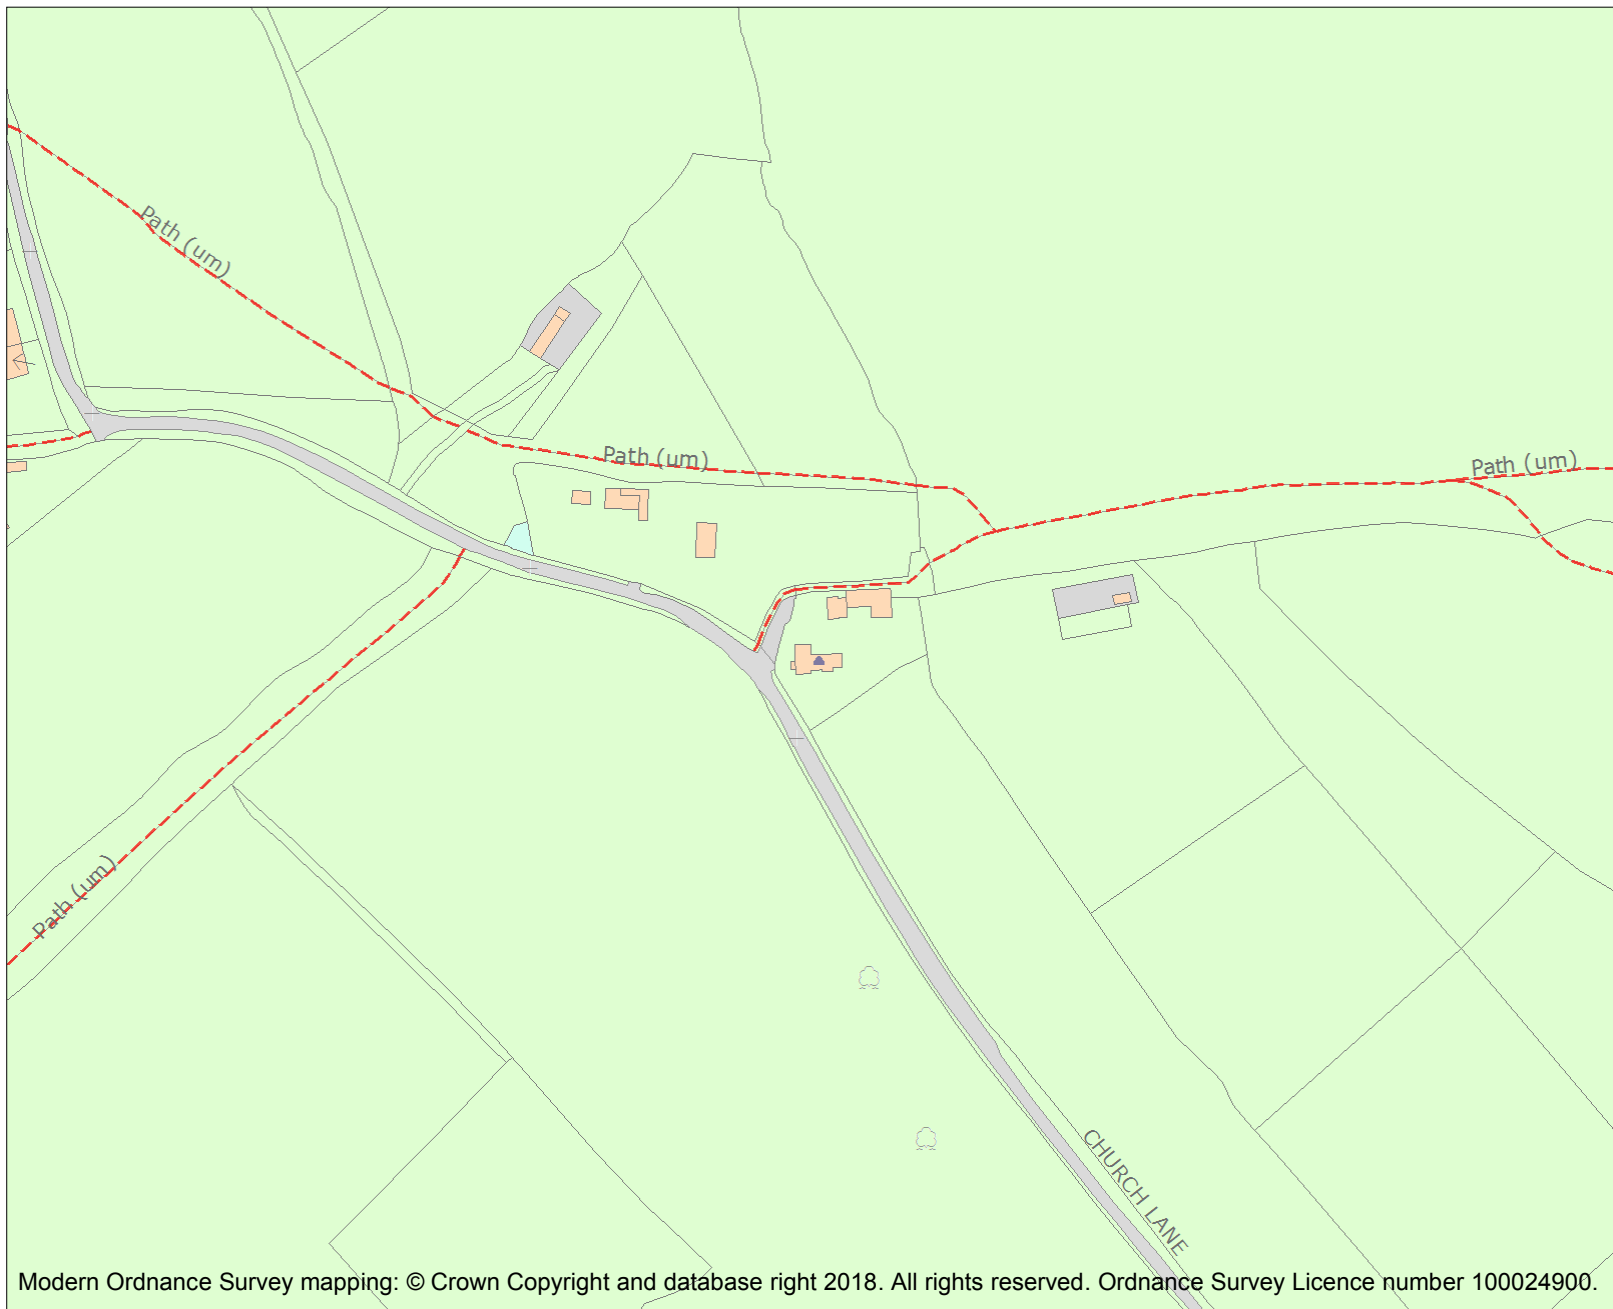 Path (um)
Path (um)
Path (um)
Path (um)
CHURCH LANE
Modern Ordnance Survey mapping: © Crown Copyright and database right 2018. All rights reserved. Ordnance Survey Licence number 100024900.